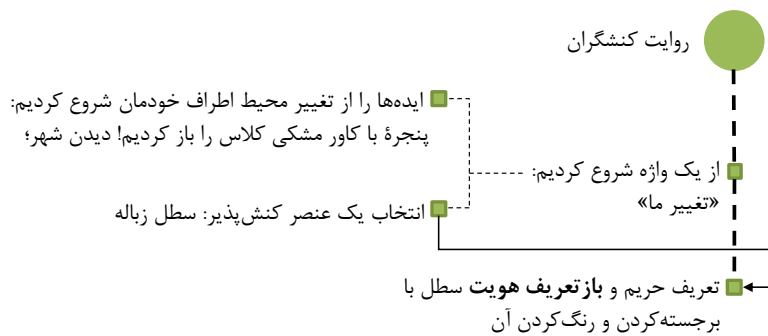 روایت کنشگران
از یک واژه شروع کردیم:
«تغییر ما»
ایده‌ها را از تغییر محیط اطراف خودمان شروع کردیم:
پنجرهٔ با کاور مشکی کلاس را باز کردیم! دیدن شهر؛
انتخاب یک عنصر کنش‌پذیر: سطل زباله
تعریف حریم و بازتعریف هویت سطل با
برجسته‌کردن و رنگ‌کردن آن